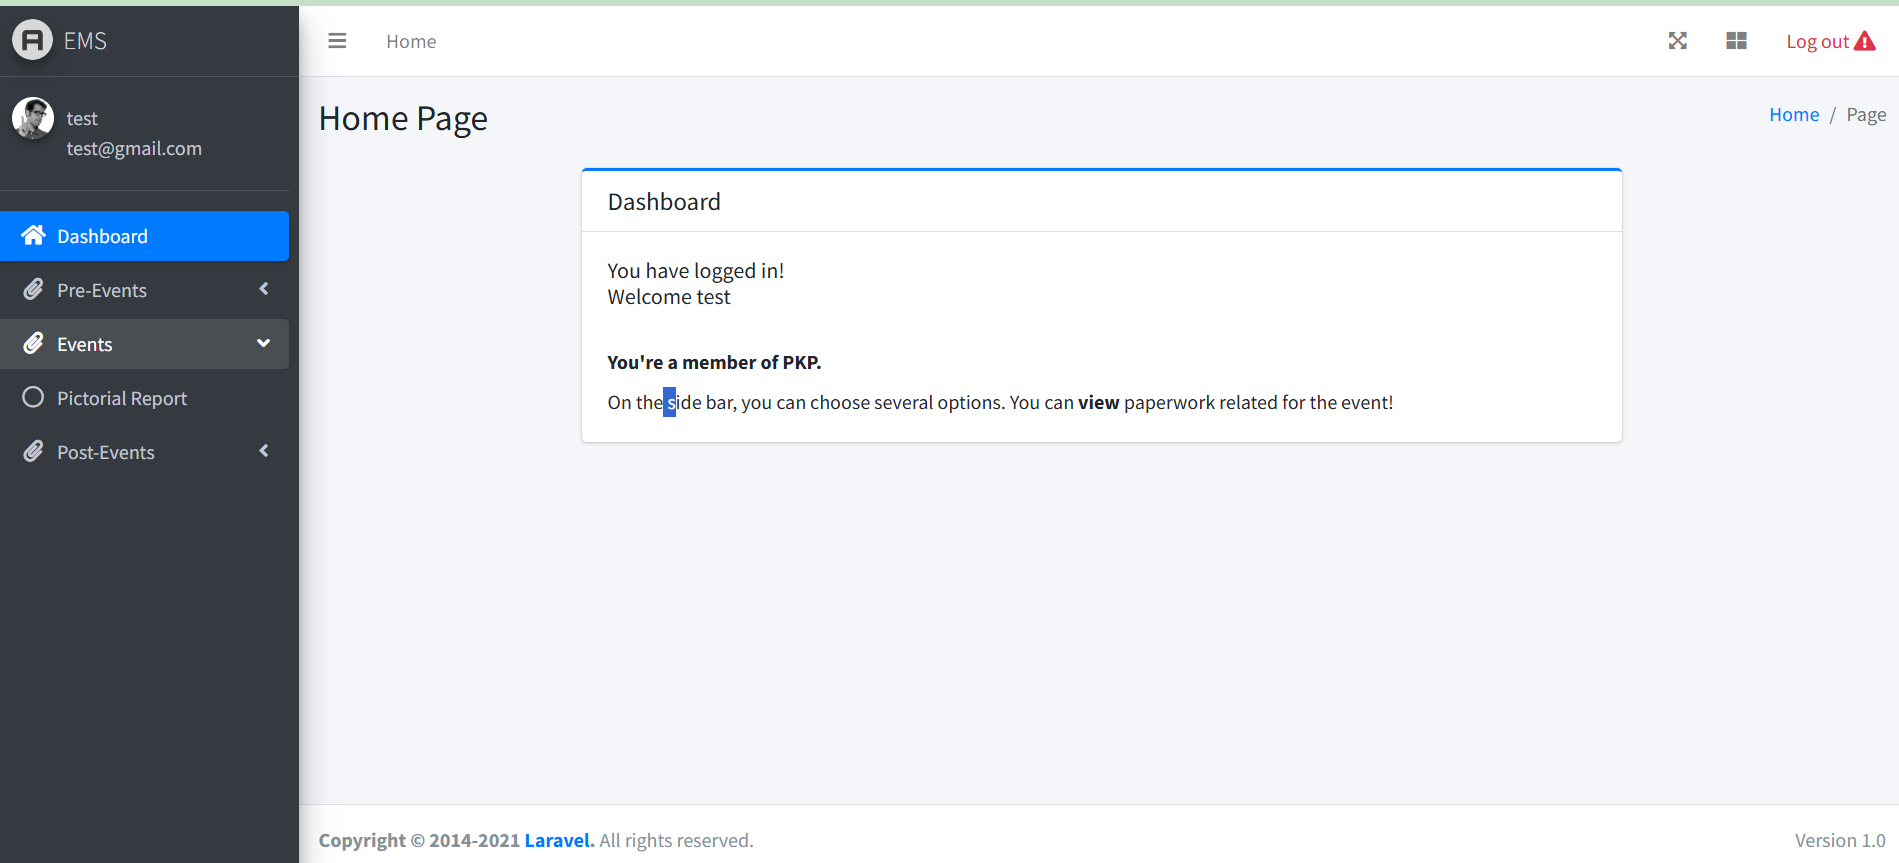 EMS
Home
Log out
test
test@gmail.com
Dashboard
Pre-Events
Events
Pictorial Report
Post-Events
Home Page
Home / Page
Dashboard
You have logged in!
Welcome test
You're a member of PKP.
On the side bar, you can choose several options. You can view paperwork related for the event!
Copyright © 2014-2021 Laravel. All rights reserved.
Version 1.0